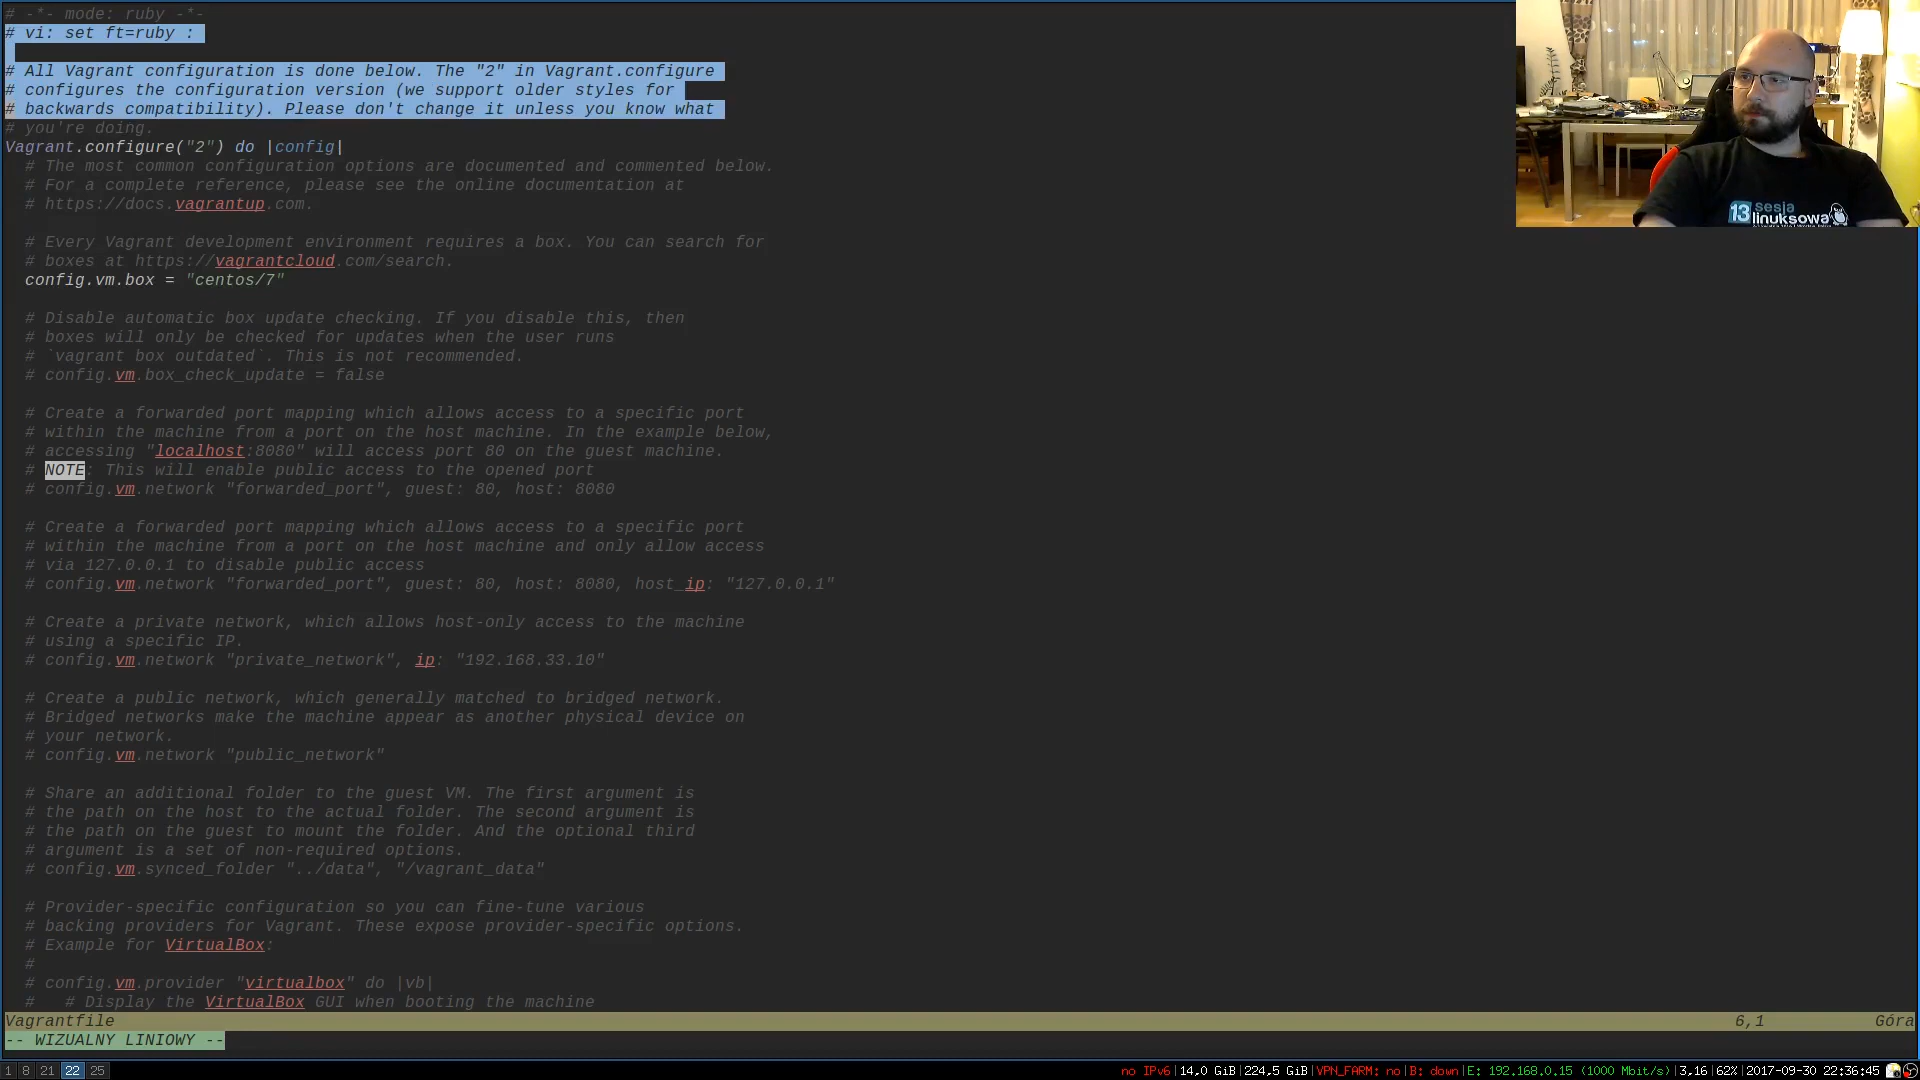 # -*- mode: ruby -*-
# vi: set ft=ruby :
# All Vagrant configuration is done below. The "2" in Vagrant.configure
# configures the configuration version (we support older styles for
# backwards compatibility). Please don't change it unless you know what
# you're doing.
Vagrant.configure("2") do |config|
# The most common configuration options are documented and commented below.
# For a complete reference, please see the online documentation at
# https://docs.vagrantup.com.
# Every Vagrant development environment requires a box. You can search for
# boxes at https://vagrantcloud.com/search.
config.vm.box = "centos/7"
# Disable automatic box update checking. If you disable this, then
# boxes will only be checked for updates when the user runs
# `vagrant box outdated`. This is not recommended.
# config.vm.box_check_update = false
# Create a forwarded port mapping which allows access to a specific port
# within the machine from a port on the host machine. In the example below,
# accessing "localhost:8080" will access port 80 on the guest machine.
# NOTE: This will enable public access to the opened port
# config.vm.network "forwarded_port", guest: 80, host: 8080
# Create a forwarded port mapping which allows access to a specific port
# within the machine from a port on the host machine and only allow access
# via 127.0.0.1 to disable public access
# config.vm.network "forwarded_port", guest: 80, host: 8080, host_ip: "127.0.0.1"
# Create a private network, which allows host-only access to the machine
# using a specific IP.
# config.vm.network "private_network", ip: "192.168.33.10"
# Create a public network, which generally matched to bridged network.
# Bridged networks make the machine appear as another physical device on
# your network.
# config.vm.network "public_network"
# Share an additional folder to the guest VM. The first argument is
# the path on the host to the actual folder. The second argument is
# the path on the guest to mount the folder. And the optional third
# argument is a set of non-required options.
# config.vm.synced_folder "../data", "/vagrant_data"
# Provider-specific configuration so you can fine-tune various
# backing providers for Vagrant. These expose provider-specific options.
# Example for VirtualBox:
#
# config.vm.provider "virtualbox" do |vb|
#   # Display the VirtualBox GUI when booting the machine
Vagrantfile 6,1 Góra
-- WIZUALNY LINIOWY --
1 8 21 22 25 no IPv6|14,0 GiB|224,5 GiB|VPN_FARM: no|B: down|E: 192.168.0.15 (1000 Mbit/s)|3,16|62%|2017-09-30 22:36:45
13 sesja
linuksowa